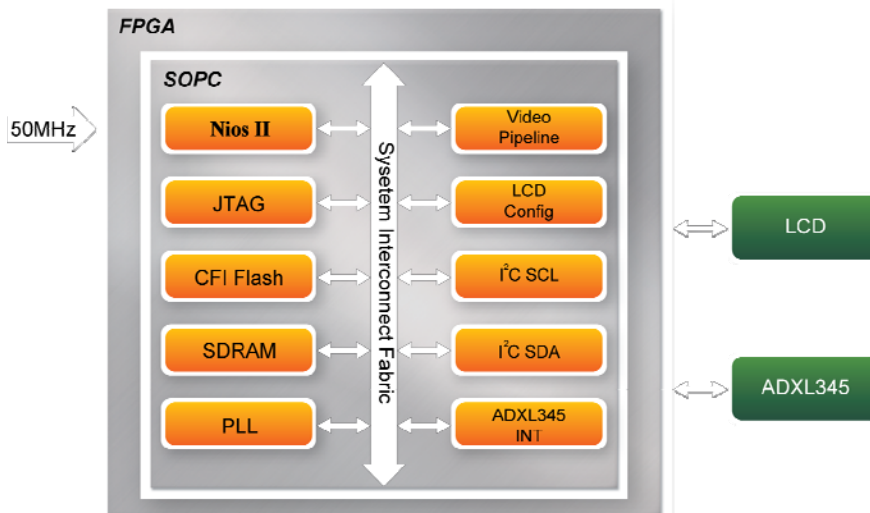 FPGA
SOPC
50MHz
Nios II
JTAG
CFI Flash
SDRAM
PLL
Sysetem Interconnect Fabric
Video
Pipeline
LCD
Config
I²C SCL
I²C SDA
ADXL345
INT
LCD
ADXL345